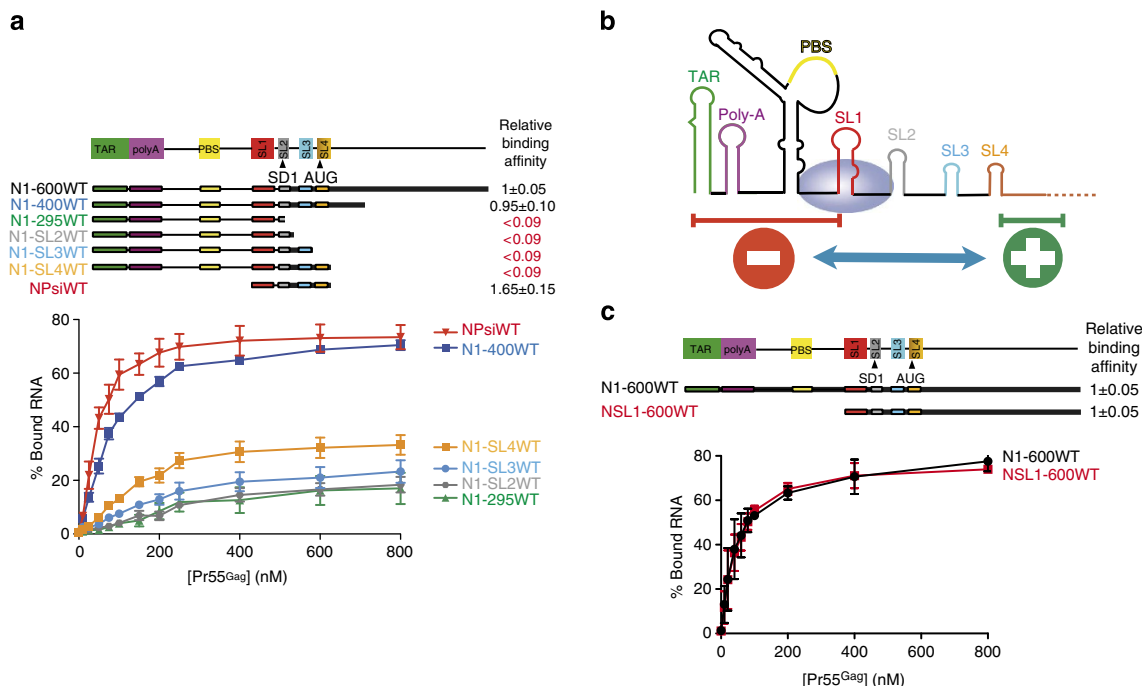 a
TAR polyA PBS SL1 SL2 SL3 SL4
SD1 AUG
Relative
binding
affinity
N1-600WT 1±0.05
N1-400WT 0.95±0.10
N1-295WT <0.09
N1-SL2WT <0.09
N1-SL3WT <0.09
N1-SL4WT <0.09
NPsiWT 1.65±0.15
80
60
40
20
0
% Bound RNA
0 200 400 600 800
[Pr55Gag] (nM)
NPsiWT
N1-400WT
N1-SL4WT
N1-SL3WT
N1-SL2WT
N1-295WT
b
PBS
TAR
Poly-A
SL1
SL2
SL3
SL4
c
TAR polyA PBS SL1 SL2 SL3 SL4
SD1 AUG
Relative
binding
affinity
N1-600WT 1±0.05
NSL1-600WT 1±0.05
80
60
40
20
0
% Bound RNA
0 200 400 600 800
[Pr55Gag] (nM)
N1-600WT
NSL1-600WT